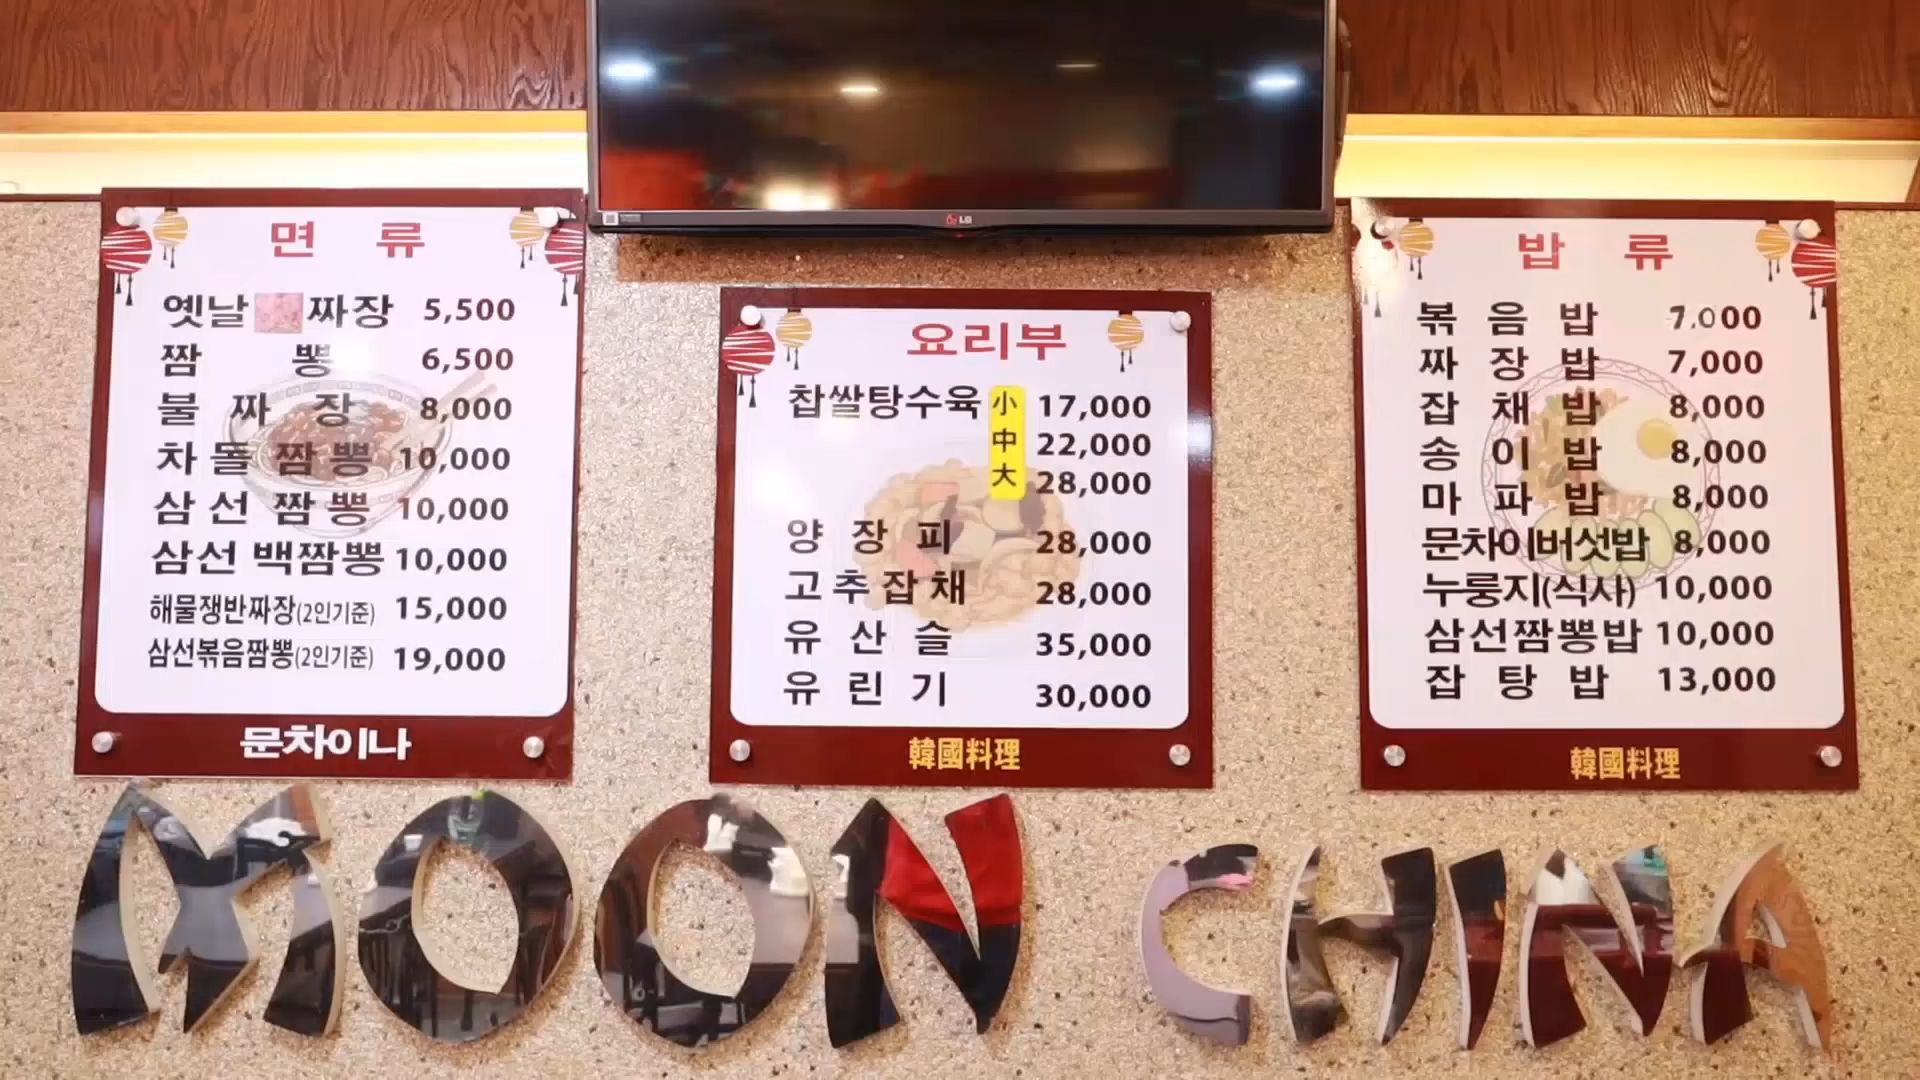 LG
면 류
옛날 짜장 5,500
짬 뽕 6,500
불 짜 장 8,000
차 돌 짬 뽕 10,000
삼 선 짬 뽕 10,000
삼선 백짬뽕 10,000
해물쟁반짜장(2인기준) 15,000
삼선볶음짬뽕(2인기준) 19,000
문차이나
요리부
찹쌀탕수육 小 17,000
中 22,000
大 28,000
양 장 피 28,000
고 추 잡 채 28,000
유 산 슬 35,000
유 린 기 30,000
韓國料理
밥 류
볶 음 밥 7,000
짜 장 밥 7,000
잡 채 밥 8,000
송 이 밥 8,000
마 파 밥 8,000
문차이버섯밥 8,000
누룽지(식사) 10,000
삼선짬뽕밥 10,000
잡 탕 밥 13,000
韓國料理
MOON CHINA